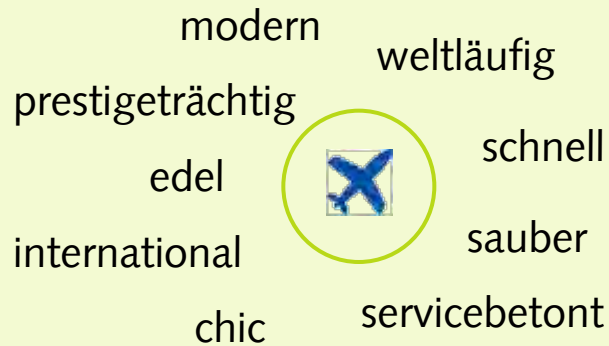 modern
weltläufig
prestigeträchtig
schnell
edel
sauber
international
servicebetont
chic